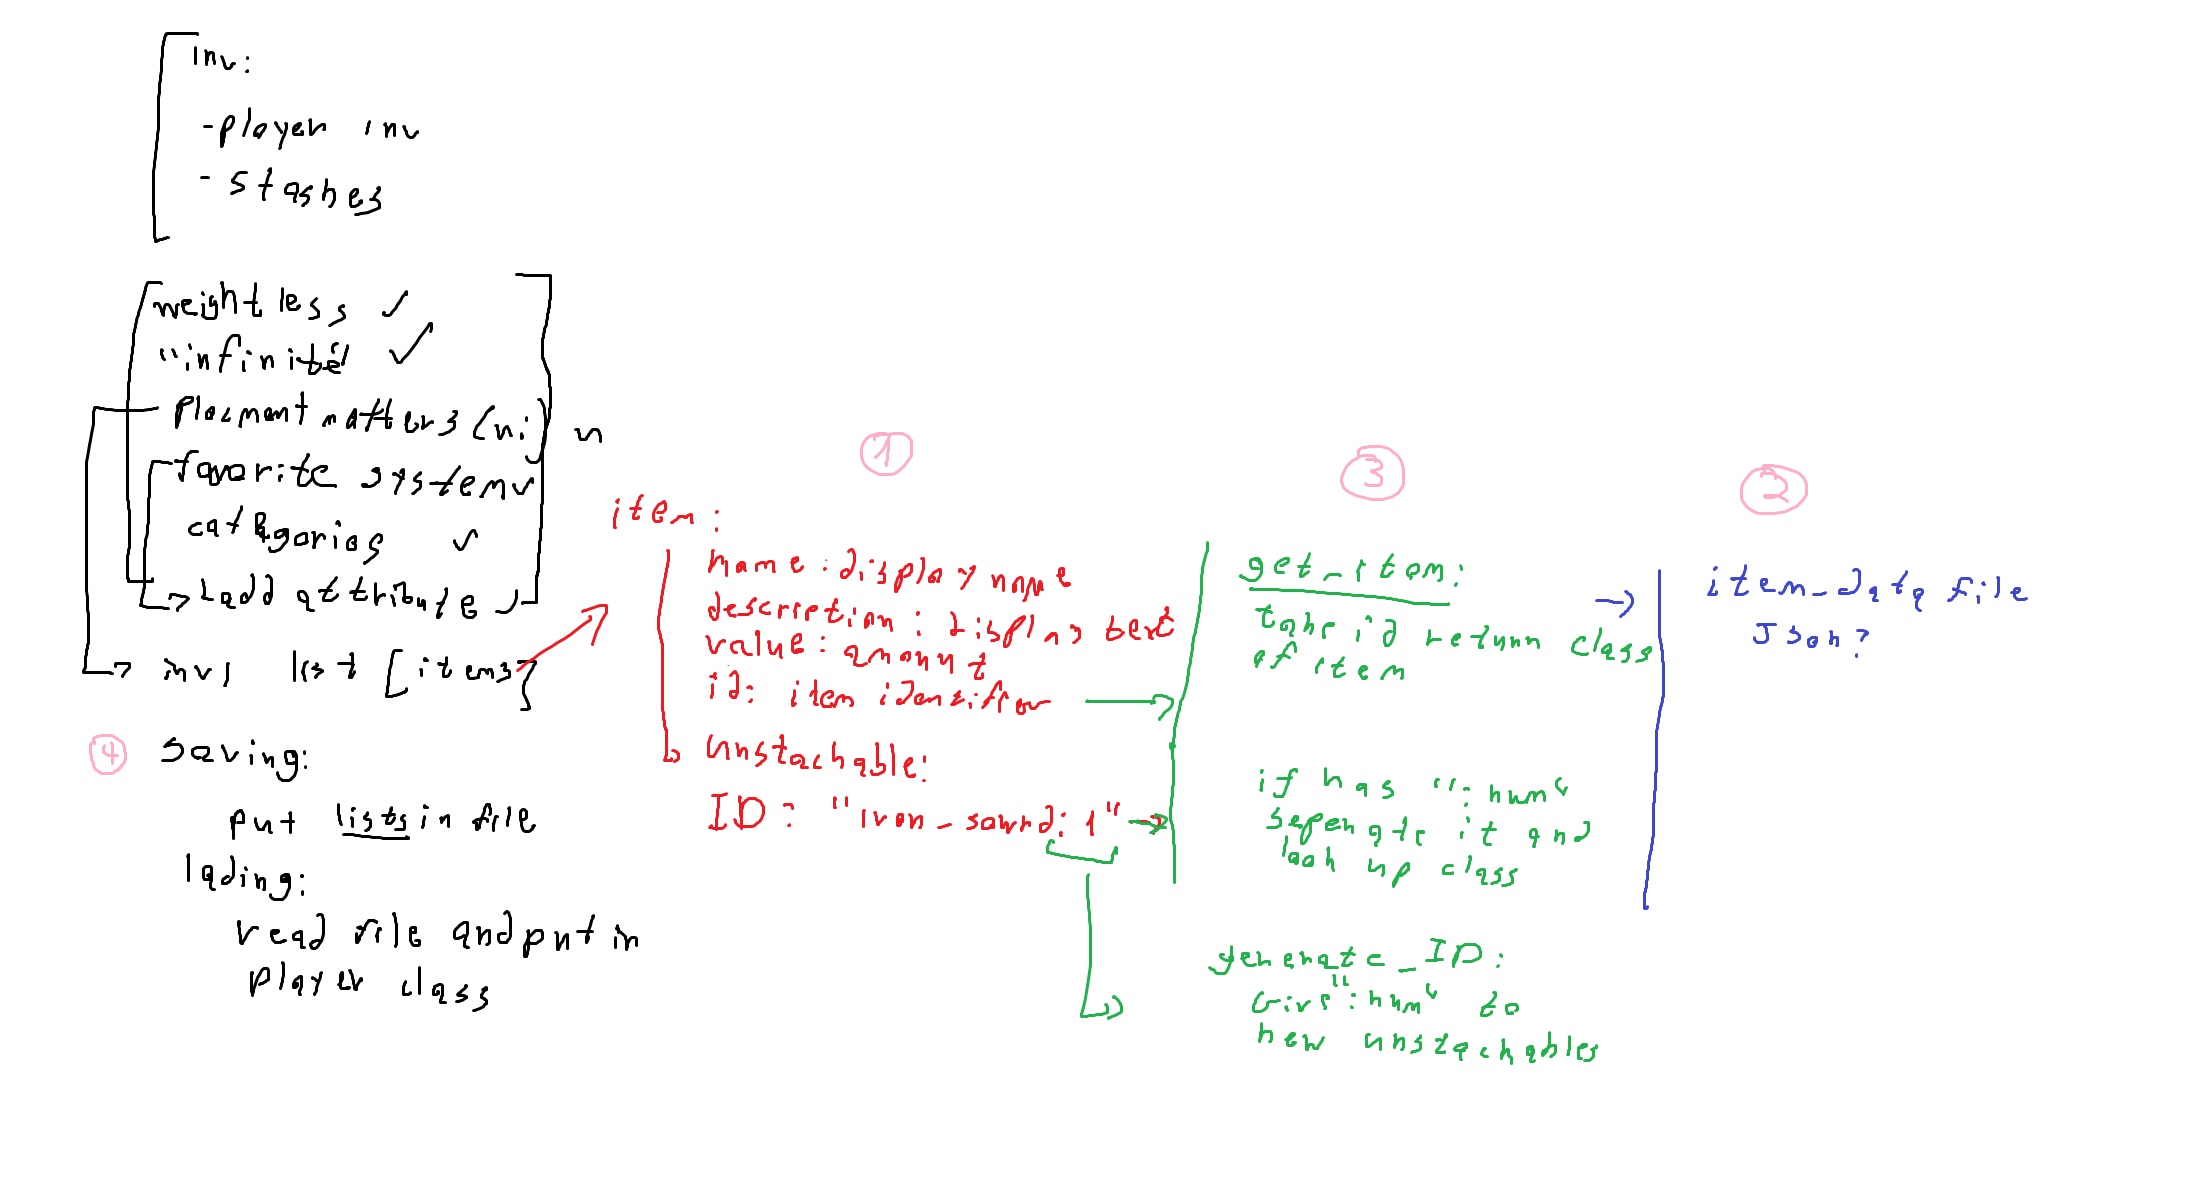 inv:
-player inv
- stashes
weightless ✓
"infinite" ✓
placment matters (ui) ~
favorite system ✓
categories ✓
add attribute ✓
inv, list [items]
④ saving:
put lists in file
lading:
read file and put in
player class
①
item:
name: display name
description: display text
value: amount
id: item identifier
unstackable:
ID: "iron_sowrd:1"
③
get_item:
take id return class
of item
if has ":num"
seperate it and
look up class
generate_ID:
Give ":num" to
new unstackables
②
item_data file
Json?